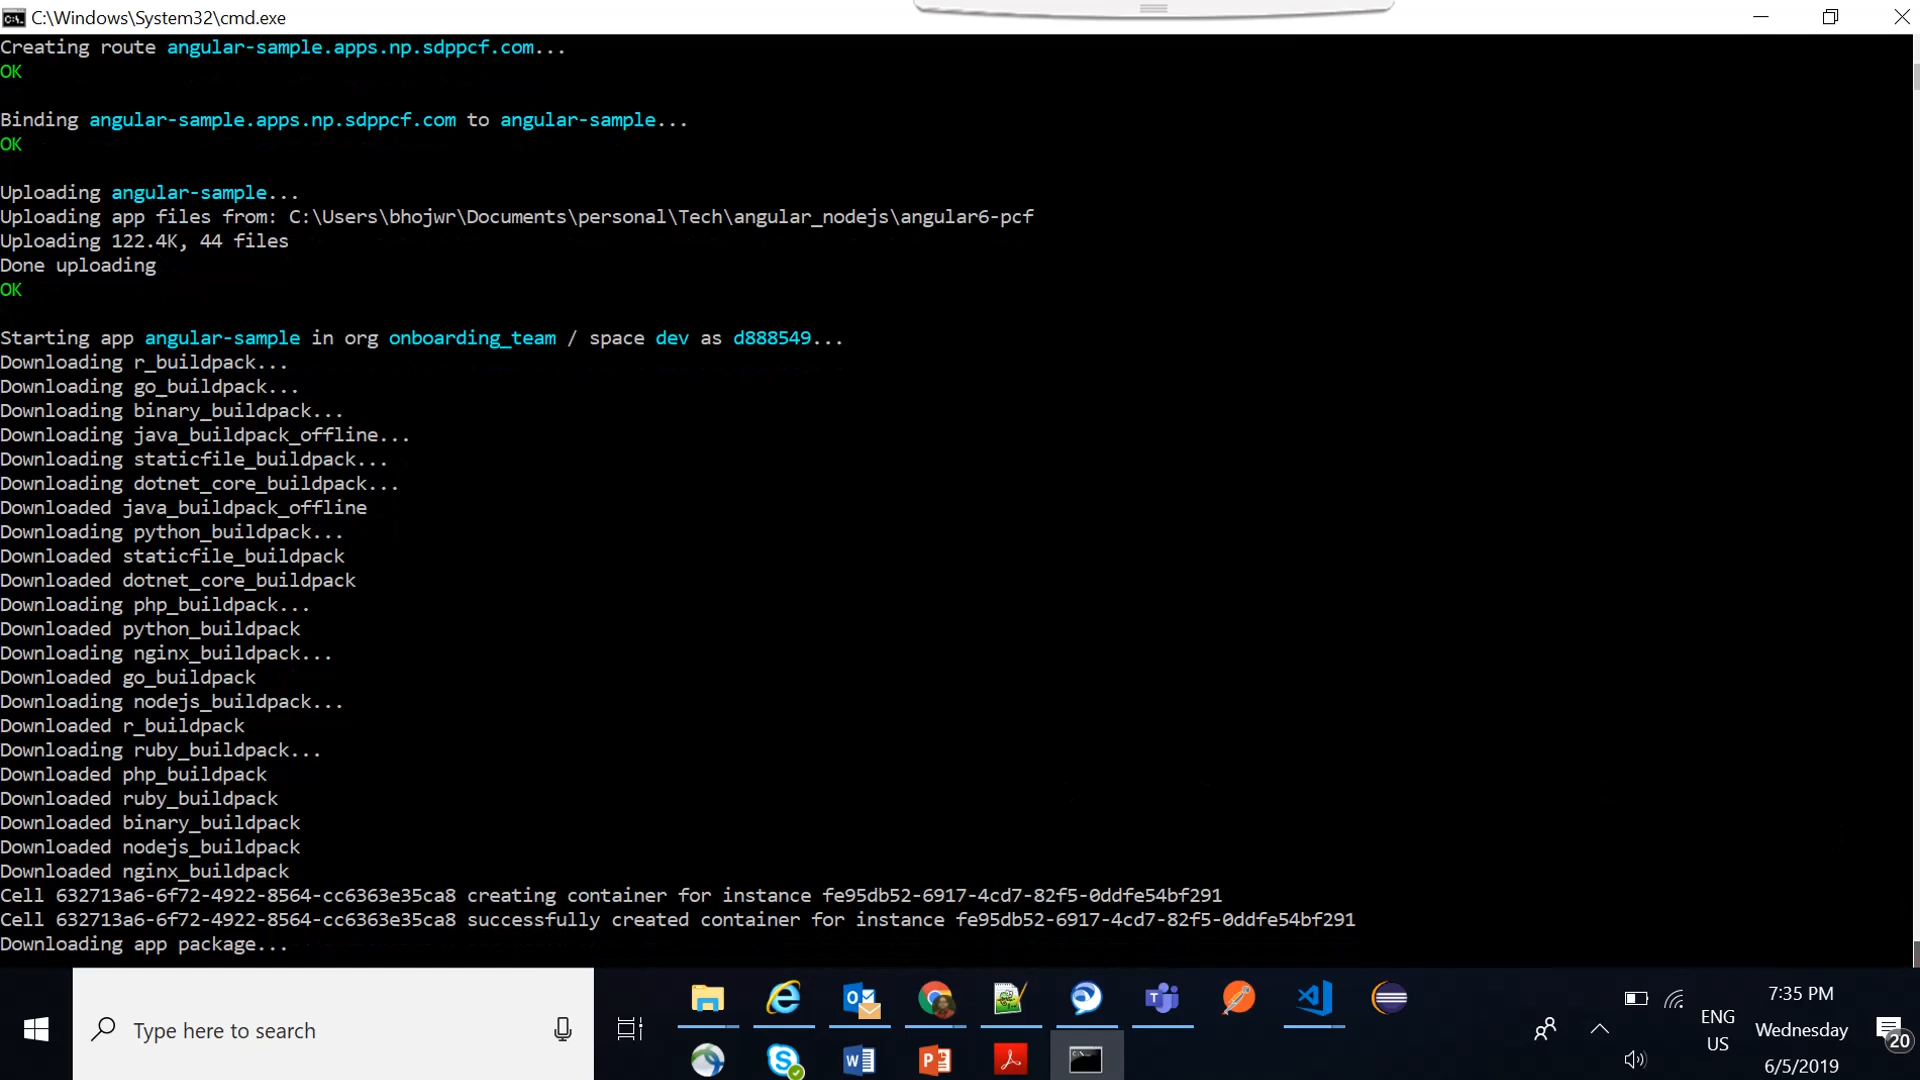 C:\Windows\System32\cmd.exe
Creating route angular-sample.apps.np.sdppcf.com...
OK
Binding angular-sample.apps.np.sdppcf.com to angular-sample...
OK
Uploading angular-sample...
Uploading app files from: C:\Users\bhojwr\Documents\personal\Tech\angular_nodejs\angular6-pcf
Uploading 122.4K, 44 files
Done uploading
OK
Starting app angular-sample in org onboarding_team / space dev as d888549...
Downloading r_buildpack...
Downloading go_buildpack...
Downloading binary_buildpack...
Downloading java_buildpack_offline...
Downloading staticfile_buildpack...
Downloading dotnet_core_buildpack...
Downloaded java_buildpack_offline
Downloading python_buildpack...
Downloaded staticfile_buildpack
Downloaded dotnet_core_buildpack
Downloading php_buildpack...
Downloaded python_buildpack
Downloading nginx_buildpack...
Downloaded go_buildpack
Downloading nodejs_buildpack...
Downloaded r_buildpack
Downloading ruby_buildpack...
Downloaded php_buildpack
Downloaded ruby_buildpack
Downloaded binary_buildpack
Downloaded nodejs_buildpack
Downloaded nginx_buildpack
Cell 632713a6-6f72-4922-8564-cc6363e35ca8 creating container for instance fe95db52-6917-4cd7-82f5-0ddfe54bf291
Cell 632713a6-6f72-4922-8564-cc6363e35ca8 successfully created container for instance fe95db52-6917-4cd7-82f5-0ddfe54bf291
Downloading app package...
Type here to search
ENG
US
7:35 PM
Wednesday
6/5/2019
20